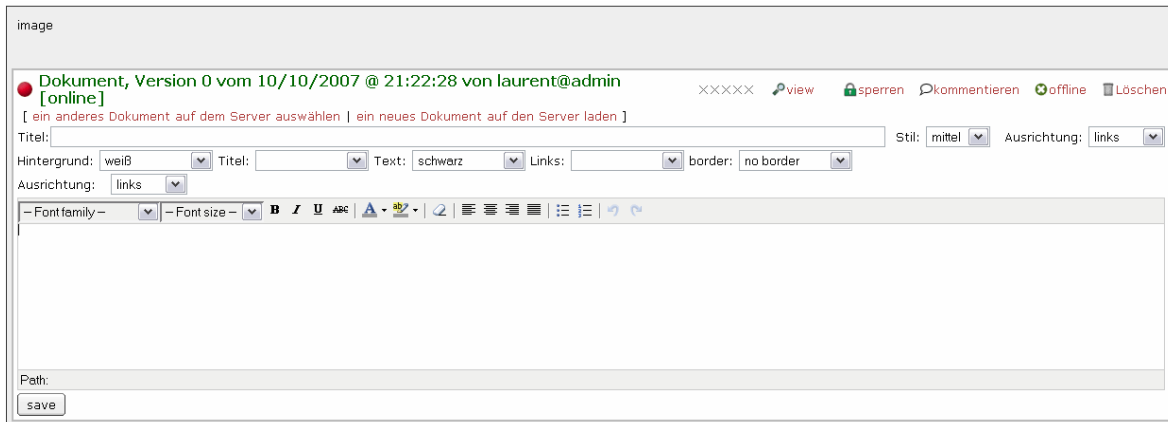 image
Dokument, Version 0 vom 10/10/2007 @ 21:22:28 von laurent@admin
[online]
XXXXX view sperren kommentieren offline Löschen
[ ein anderes Dokument auf dem Server auswählen | ein neues Dokument auf den Server laden ]
Titel: Stil: mittel Ausrichtung: links
Hintergrund: weiß Titel: Text: schwarz Links: border: no border
Ausrichtung: links
-- Font family -- -- Font size -- B I U ABC A ab
Path:
save